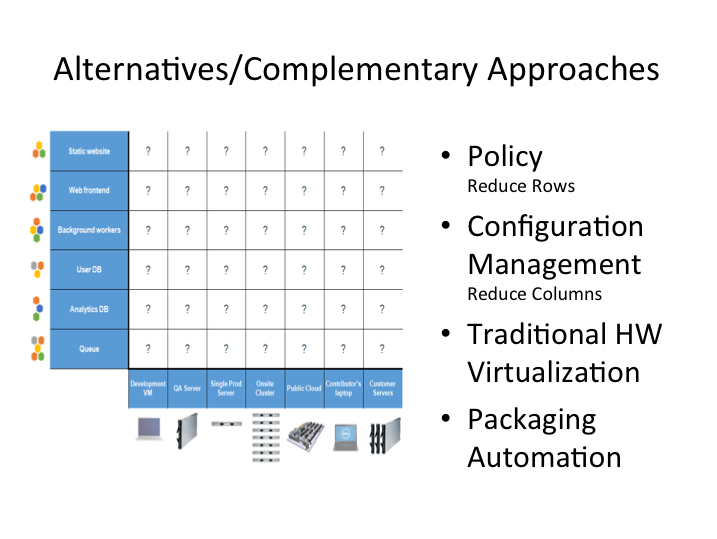 Alternatives/Complementary Approaches
Static website ? ? ? ? ? ? ?
Web frontend ? ? ? ? ? ? ?
Background workers ? ? ? ? ? ? ?
User DB ? ? ? ? ? ? ?
Analytics DB ? ? ? ? ? ? ?
Queue ? ? ? ? ? ? ?
Development VM
QA Server
Single Prod Server
Onsite Cluster
Public Cloud
Contributor's laptop
Customer Servers
• Policy
Reduce Rows
• Configuration
Management
Reduce Columns
• Traditional HW
Virtualization
• Packaging
Automation